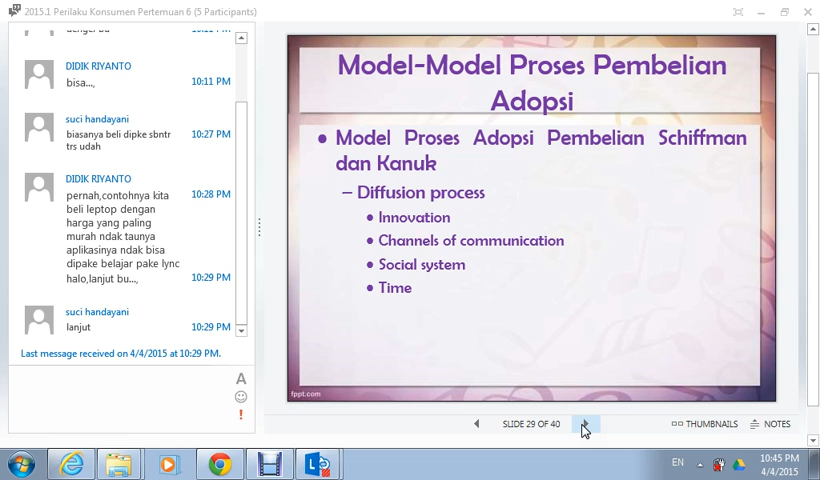 2015.1 Perilaku Konsumen Pertemuan 6 (5 Participants)
DIDIK RIYANTO
bisa..., 10:11 PM
suci handayani
biasanya beli dipke sbntr 10:27 PM
trs udah
DIDIK RIYANTO
pernah,contohnya kita 10:28 PM
beli leptop dengan
harga yang paling
murah ndak taunya
aplikasinya ndak bisa
dipake belajar pake lync
halo,lanjut bu..., 10:29 PM
suci handayani
lanjut 10:29 PM
Last message received on 4/4/2015 at 10:29 PM.
A
!
Model-Model Proses Pembelian
Adopsi
• Model Proses Adopsi Pembelian Schiffman
dan Kanuk
– Diffusion process
• Innovation
• Channels of communication
• Social system
• Time
fppt.com
SLIDE 29 OF 40
THUMBNAILS
NOTES
EN
10:45 PM
4/4/2015